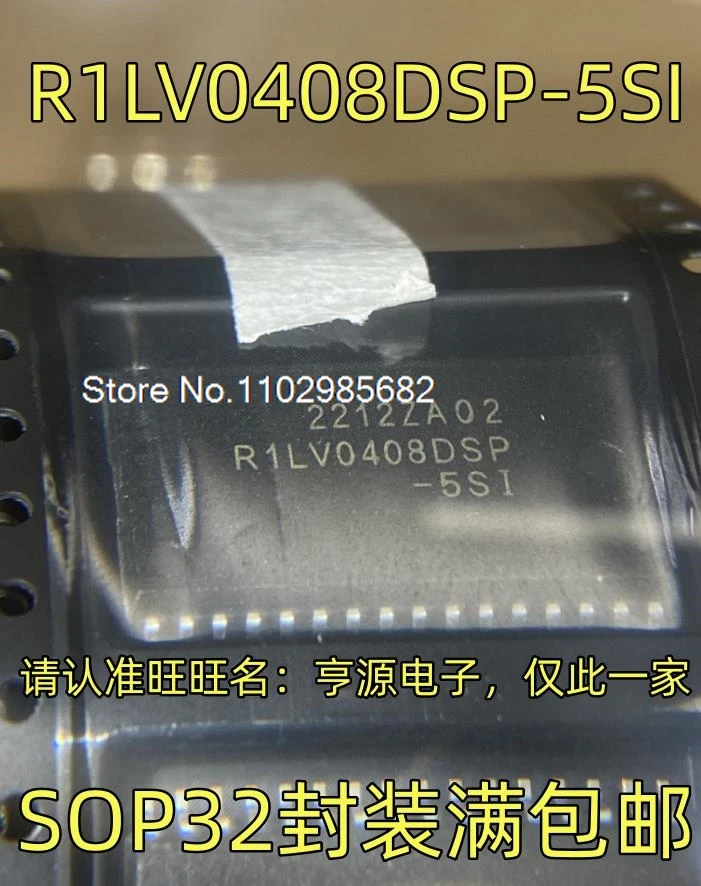 R1LV0408DSP-5SI
Store No.1102985682
2212ZA02
R1LV0408DSP
-5SI
请认准旺旺名：亨源电子，仅此一家
SOP32封装满包邮